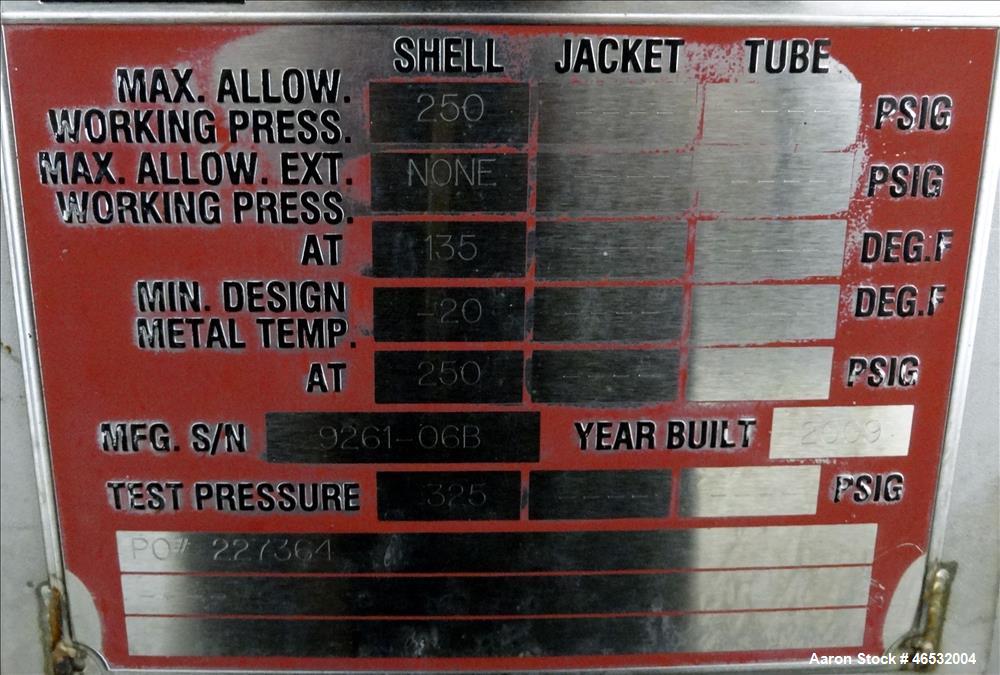 SHELL JACKET TUBE
MAX. ALLOW.
WORKING PRESS. 250 ----- ----- PSIG
MAX. ALLOW. EXT.
WORKING PRESS. NONE ----- ----- PSIG
AT 135 ----- ----- DEG.F
MIN. DESIGN
METAL TEMP. -20 ----- ----- DEG.F
AT 250 ----- ----- PSIG
MFG. S/N 9261-06B YEAR BUILT 2009
TEST PRESSURE 325 ----- ----- PSIG
PO# 227364
Aaron Stock # 46532004